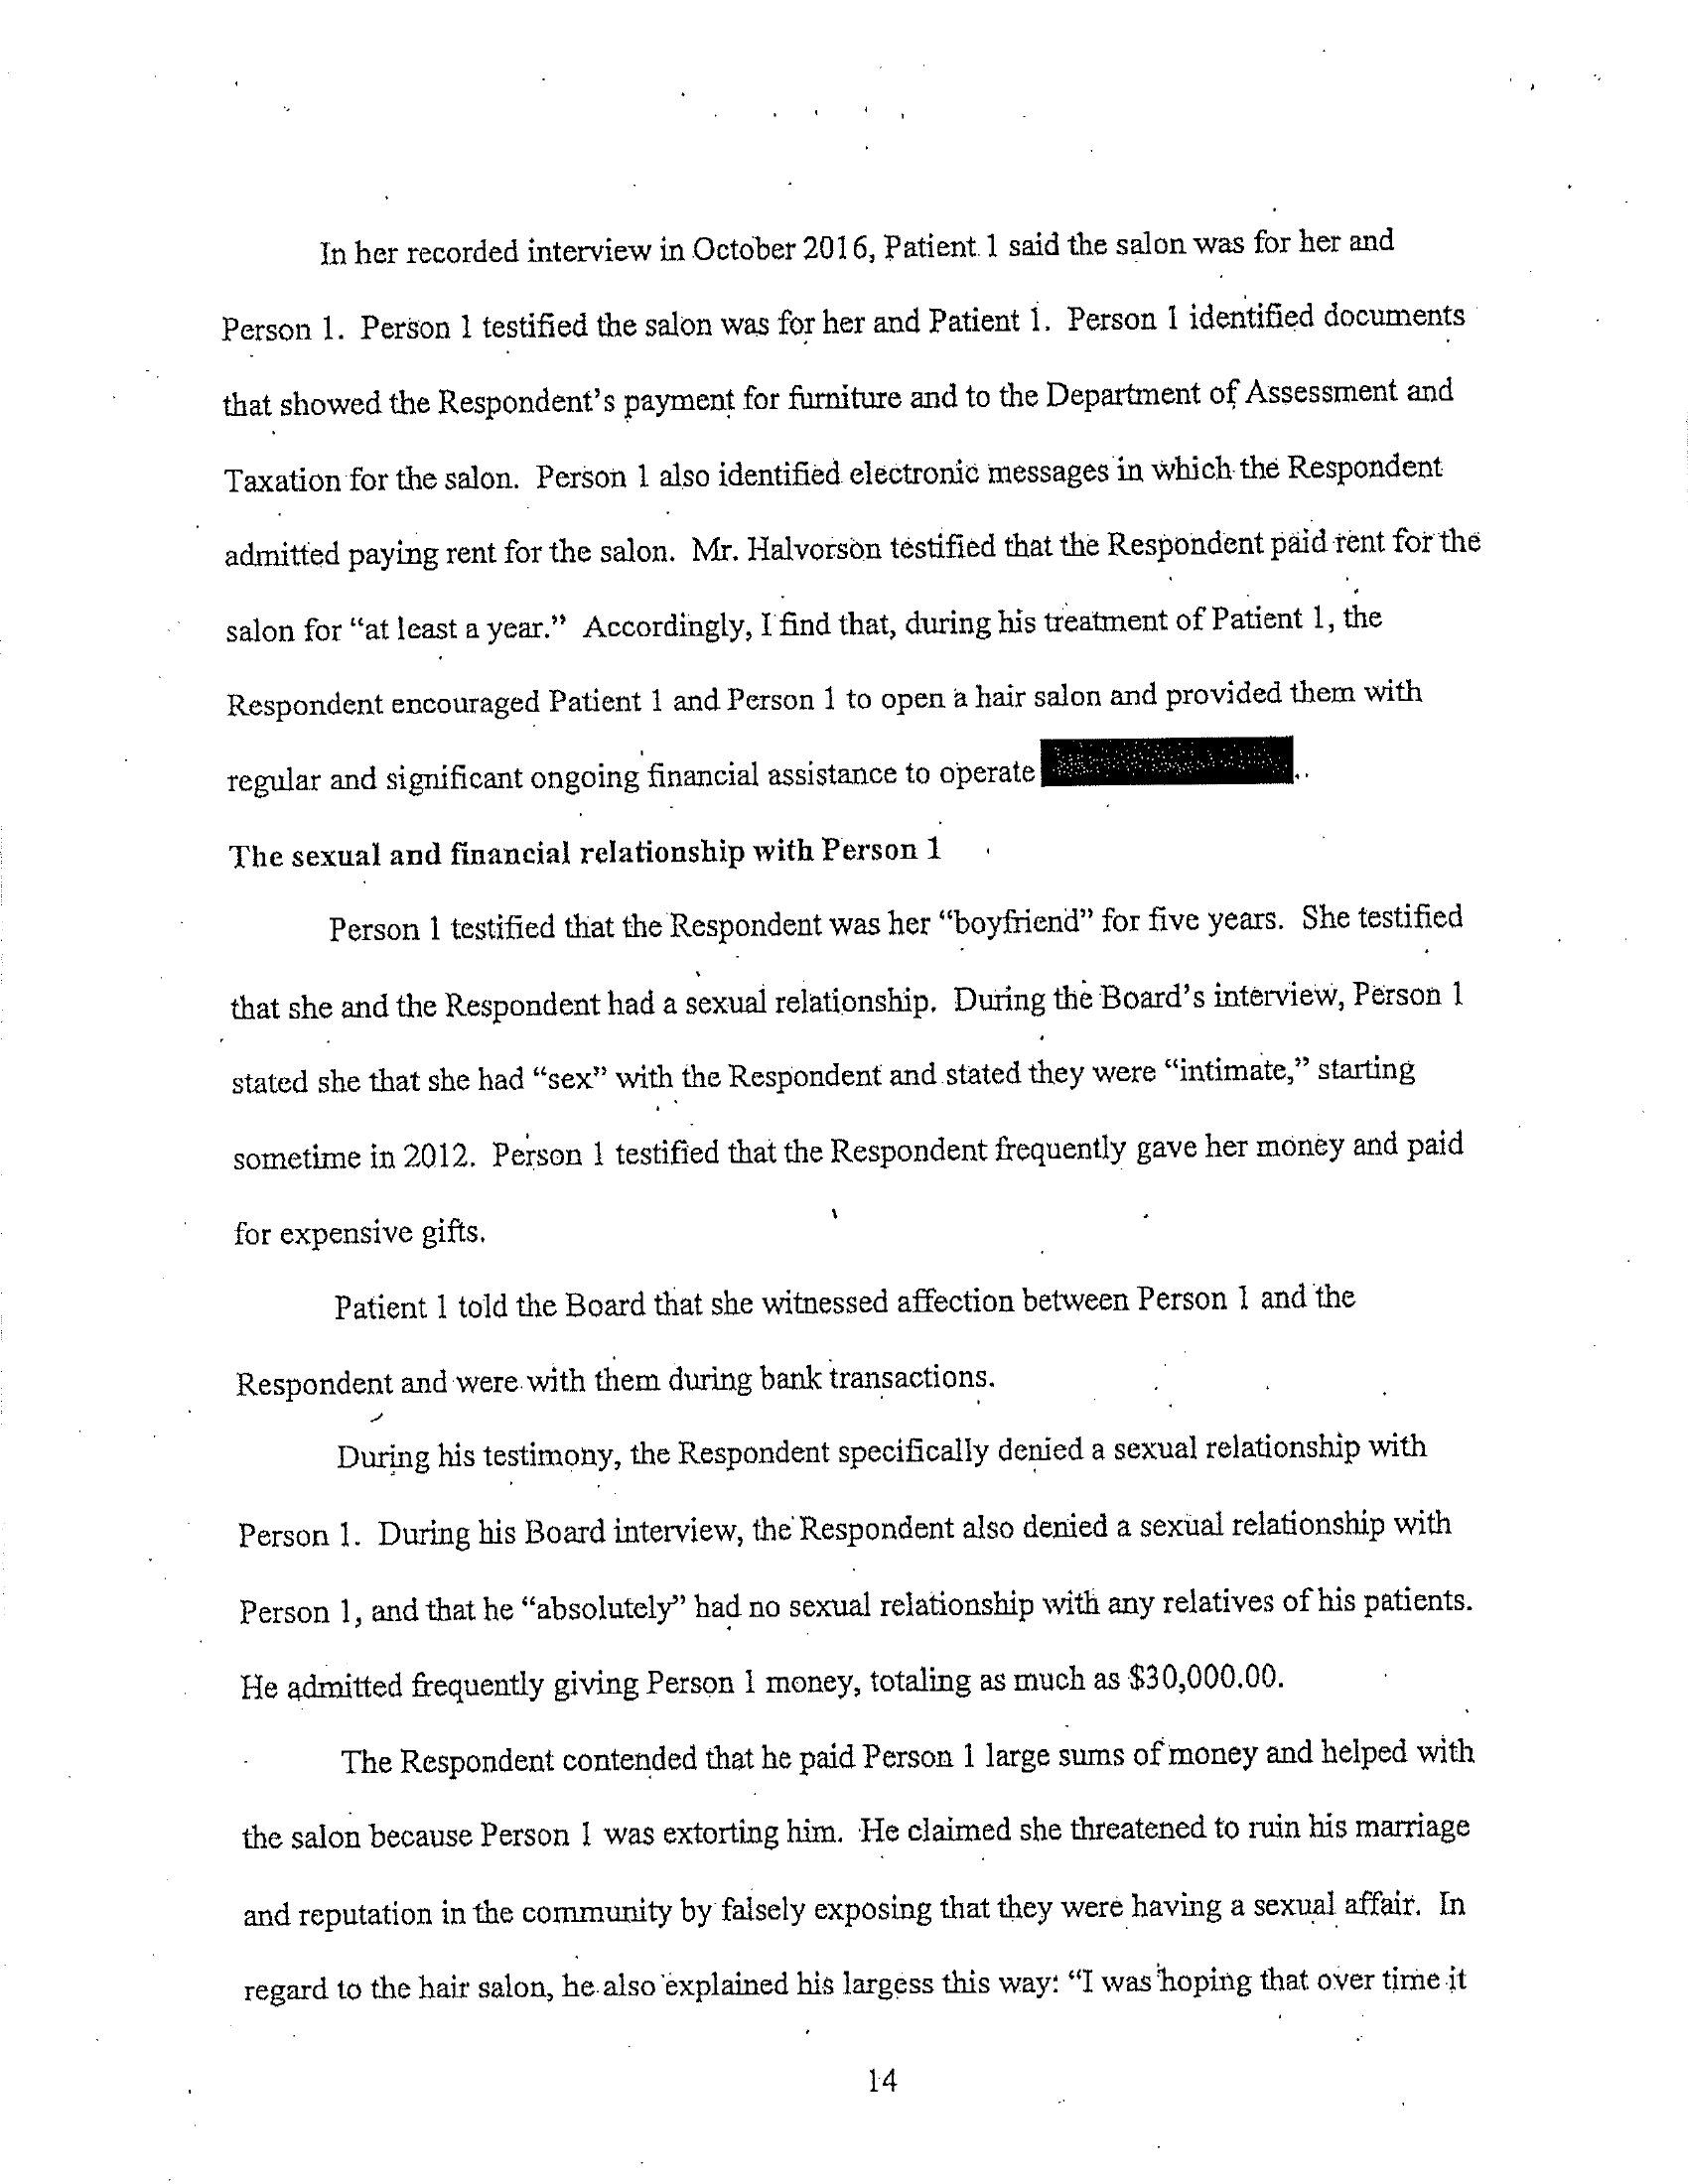 In her recorded interview in October 2016, Patient 1 said the salon was for her and
Person 1. Person 1 testified the salon was for her and Patient 1. Person 1 identified documents
that showed the Respondent's payment for furniture and to the Department of Assessment and
Taxation for the salon. Person 1 also identified electronic messages in which the Respondent
admitted paying rent for the salon. Mr. Halvorson testified that the Respondent paid rent for the
salon for “at least a year.” Accordingly, I find that, during his treatment of Patient 1, the
Respondent encouraged Patient 1 and Person 1 to open a hair salon and provided them with
regular and significant ongoing financial assistance to operate .
The sexual and financial relationship with Person 1
Person 1 testified that the Respondent was her “boyfriend” for five years. She testified
that she and the Respondent had a sexual relationship. During the Board's interview, Person 1
stated she that she had “sex” with the Respondent and stated they were “intimate,” starting
sometime in 2012. Person 1 testified that the Respondent frequently gave her money and paid
for expensive gifts.
Patient 1 told the Board that she witnessed affection between Person 1 and the
Respondent and were with them during bank transactions.
During his testimony, the Respondent specifically denied a sexual relationship with
Person 1. During his Board interview, the Respondent also denied a sexual relationship with
Person 1, and that he “absolutely” had no sexual relationship with any relatives of his patients.
He admitted frequently giving Person 1 money, totaling as much as $30,000.00.
The Respondent contended that he paid Person 1 large sums of money and helped with
the salon because Person 1 was extorting him. He claimed she threatened to ruin his marriage
and reputation in the community by falsely exposing that they were having a sexual affair. In
regard to the hair salon, he also explained his largess this way: “I was hoping that over time it
14